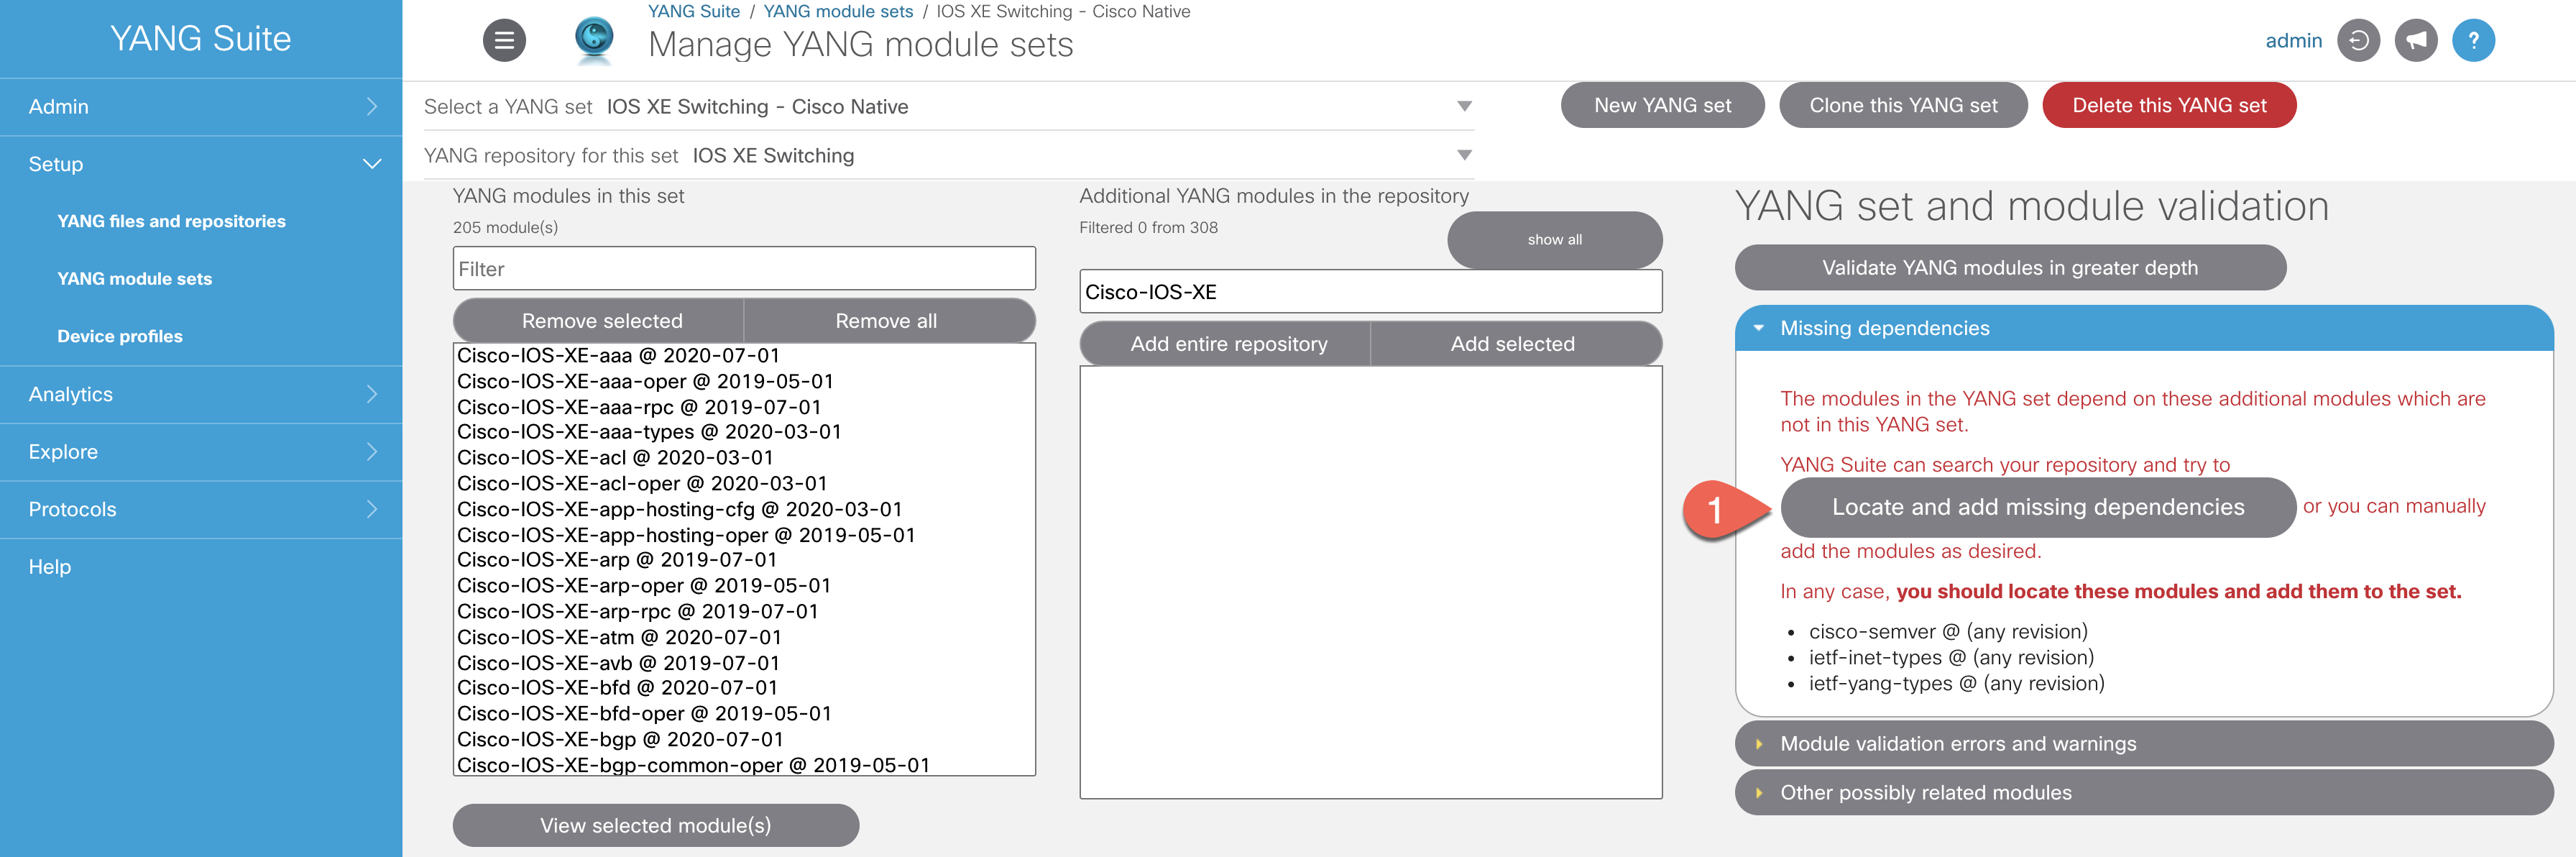 YANG Suite
Admin
Setup
YANG files and repositories
YANG module sets
Device profiles
Analytics
Explore
Protocols
Help
YANG Suite / YANG module sets / IOS XE Switching - Cisco Native
Manage YANG module sets
admin
?
Select a YANG set IOS XE Switching - Cisco Native
New YANG set
Clone this YANG set
Delete this YANG set
YANG repository for this set IOS XE Switching
YANG modules in this set
205 module(s)
Filter
Remove selected
Remove all
Cisco-IOS-XE-aaa @ 2020-07-01
Cisco-IOS-XE-aaa-oper @ 2019-05-01
Cisco-IOS-XE-aaa-rpc @ 2019-07-01
Cisco-IOS-XE-aaa-types @ 2020-03-01
Cisco-IOS-XE-acl @ 2020-03-01
Cisco-IOS-XE-acl-oper @ 2020-03-01
Cisco-IOS-XE-app-hosting-cfg @ 2020-03-01
Cisco-IOS-XE-app-hosting-oper @ 2019-05-01
Cisco-IOS-XE-arp @ 2019-07-01
Cisco-IOS-XE-arp-oper @ 2019-05-01
Cisco-IOS-XE-arp-rpc @ 2019-07-01
Cisco-IOS-XE-atm @ 2020-07-01
Cisco-IOS-XE-avb @ 2019-07-01
Cisco-IOS-XE-bfd @ 2020-07-01
Cisco-IOS-XE-bfd-oper @ 2019-05-01
Cisco-IOS-XE-bgp @ 2020-07-01
Cisco-IOS-XE-bgp-common-oper @ 2019-05-01
View selected module(s)
Additional YANG modules in the repository
Filtered 0 from 308
show all
Cisco-IOS-XE
Add entire repository
Add selected
YANG set and module validation
Validate YANG modules in greater depth
Missing dependencies
The modules in the YANG set depend on these additional modules which are
not in this YANG set.
YANG Suite can search your repository and try to
1
Locate and add missing dependencies or you can manually
add the modules as desired.
In any case, you should locate these modules and add them to the set.
• cisco-semver @ (any revision)
• ietf-inet-types @ (any revision)
• ietf-yang-types @ (any revision)
Module validation errors and warnings
Other possibly related modules